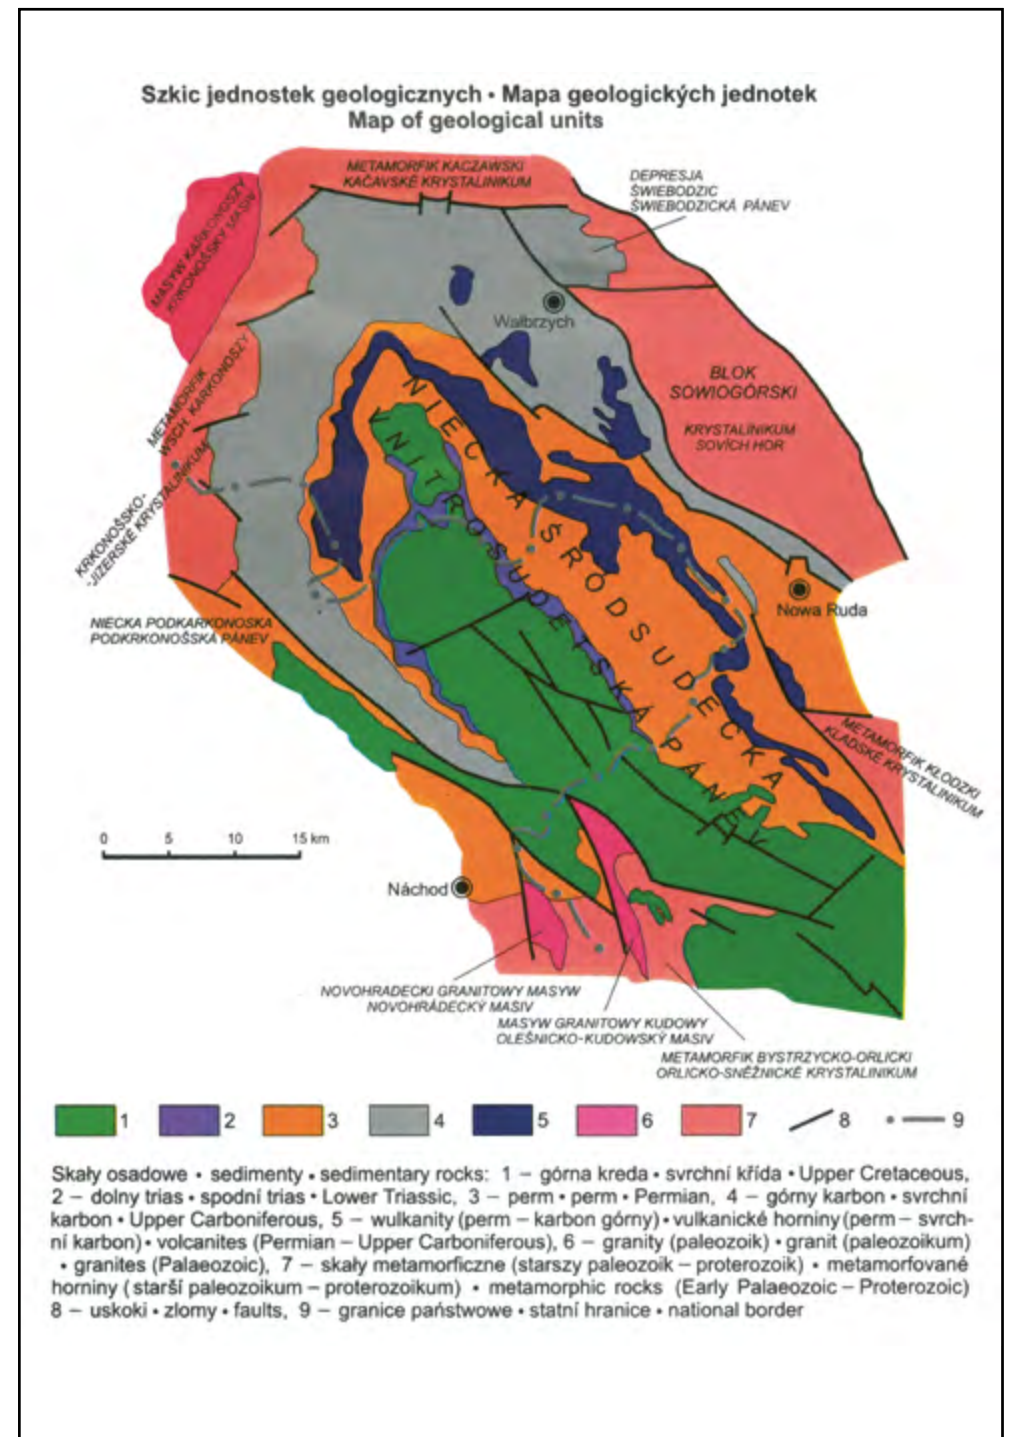 Szkic jednostek geologicznych • Mapa geologických jednotek
Map of geological units
METAMORFIK KACZAWSKI
KAČAVSKÉ KRYSTALINIKUM
DEPRESJA
ŚWIEBODZIC
ŚWIEBODZICKÁ PÁNEV
MASYW KARKONOSZY
KRKONOŠSKÝ MASIV
Wałbrzych
METAMORFIK
WSCH. KARKONOSZY
BLOK
SOWIOGÓRSKI
KRYSTALINIKUM
SOVÍCH HOR
NIECKA ŚRÓDSUDECKA
VNITROSUDETSKÁ PÁNEV
KRKONOŠSKO-
-JIZERSKÉ KRYSTALINIKUM
Nowa Ruda
NIECKA PODKARKONOSKA
PODKRKONOŠSKÁ PÁNEV
METAMORFIK KŁODZKI
KLADSKÉ KRYSTALINIKUM
0 5 10 15 km
Náchod
NOVOHRADECKI GRANITOWY MASYW
NOVOHRÁDECKÝ MASIV
MASYW GRANITOWY KUDOWY
OLEŠNICKO-KUDOWSKÝ MASIV
METAMORFIK BYSTRZYCKO-ORLICKI
ORLICKO-SNĚŽNICKÉ KRYSTALINIKUM
1 2 3 4 5 6 7 8 9
Skały osadowe • sedimenty • sedimentary rocks: 1 – górna kreda • svrchní křída • Upper Cretaceous,
2 – dolny trias • spodní trias • Lower Triassic, 3 – perm • perm • Permian, 4 – górny karbon • svrchní
karbon • Upper Carboniferous, 5 – wulkanity (perm – karbon górny) • vulkanické horniny (perm – svrch-
ní karbon) • volcanites (Permian – Upper Carboniferous), 6 – granity (paleozoik) • granit (paleozoikum)
• granites (Palaeozoic), 7 – skały metamorficzne (starszy paleozoik – proterozoik) • metamorfované
horniny ( starší paleozoikum – proterozoikum) • metamorphic rocks (Early Palaeozoic – Proterozoic)
8 – uskoki • zlomy • faults, 9 – granice państwowe • statní hranice • national border